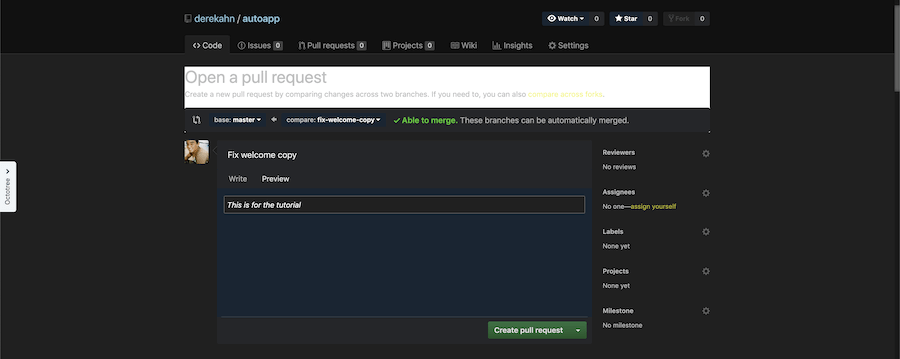 derekahn / autoapp
Watch 0 Star 0 Fork 0
Code Issues 0 Pull requests 0 Projects 0 Wiki Insights Settings
Open a pull request
Create a new pull request by comparing changes across two branches. If you need to, you can also compare across forks.
base: master compare: fix-welcome-copy Able to merge. These branches can be automatically merged.
Fix welcome copy
Write Preview
This is for the tutorial
Create pull request
Reviewers
No reviews
Assignees
No one—assign yourself
Labels
None yet
Projects
None yet
Milestone
No milestone
Octotree